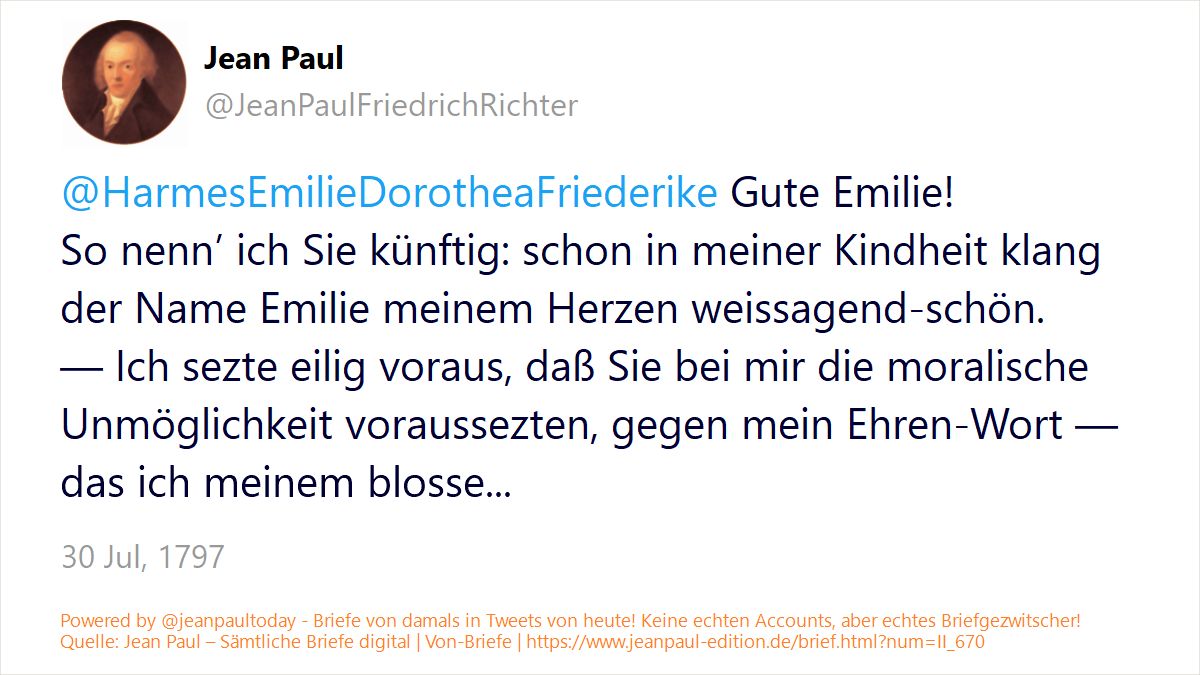 Jean Paul
@JeanPaulFriedrichRichter
@HarmesEmilieDorotheaFriederike Gute Emilie!
So nenn’ ich Sie künftig: schon in meiner Kindheit klang
der Name Emilie meinem Herzen weissagend-schön.
— Ich sezte eilig voraus, daß Sie bei mir die moralische
Unmöglichkeit voraussezten, gegen mein Ehren-Wort —
das ich meinem blosse...
30 Jul, 1797
Powered by @jeanpaultoday - Briefe von damals in Tweets von heute! Keine echten Accounts, aber echtes Briefgezwitscher!
Quelle: Jean Paul – Sämtliche Briefe digital | Von-Briefe | https://www.jeanpaul-edition.de/brief.html?num=II_670